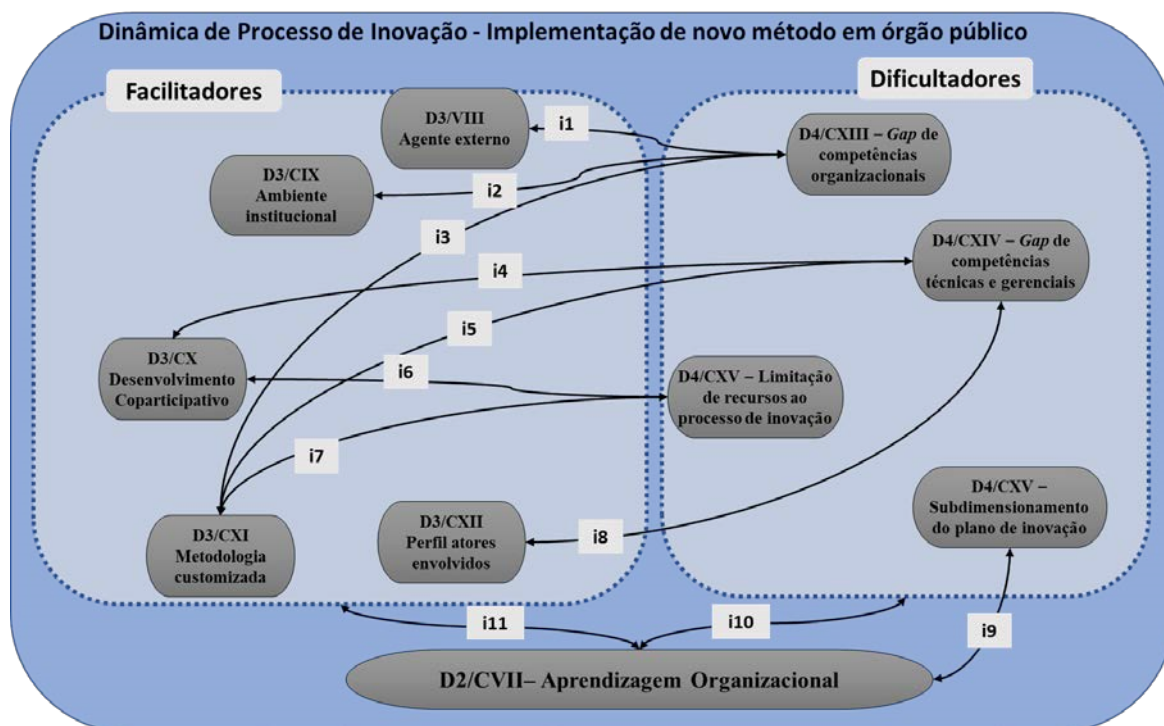 Dinâmica de Processo de Inovação - Implementação de novo método em órgão público
Facilitadores
Dificultadores
D3/VIII
Agente externo
i1
D4/CXIII – Gap de
competências
organizacionais
D3/CIX
Ambiente
institucional
i2
i3
D4/CXIV – Gap de
competências
técnicas e gerenciais
i4
i5
D3/CX
Desenvolvimento
Coparticipativo
i6
D4/CXV – Limitação
de recursos ao
processo de inovação
i7
D4/CXV –
Subdimensionamento
do plano de inovação
D3/CXI
Metodologia
customizada
D3/CXII
Perfil atores
envolvidos
i8
i11
i10
i9
D2/CVII– Aprendizagem Organizacional